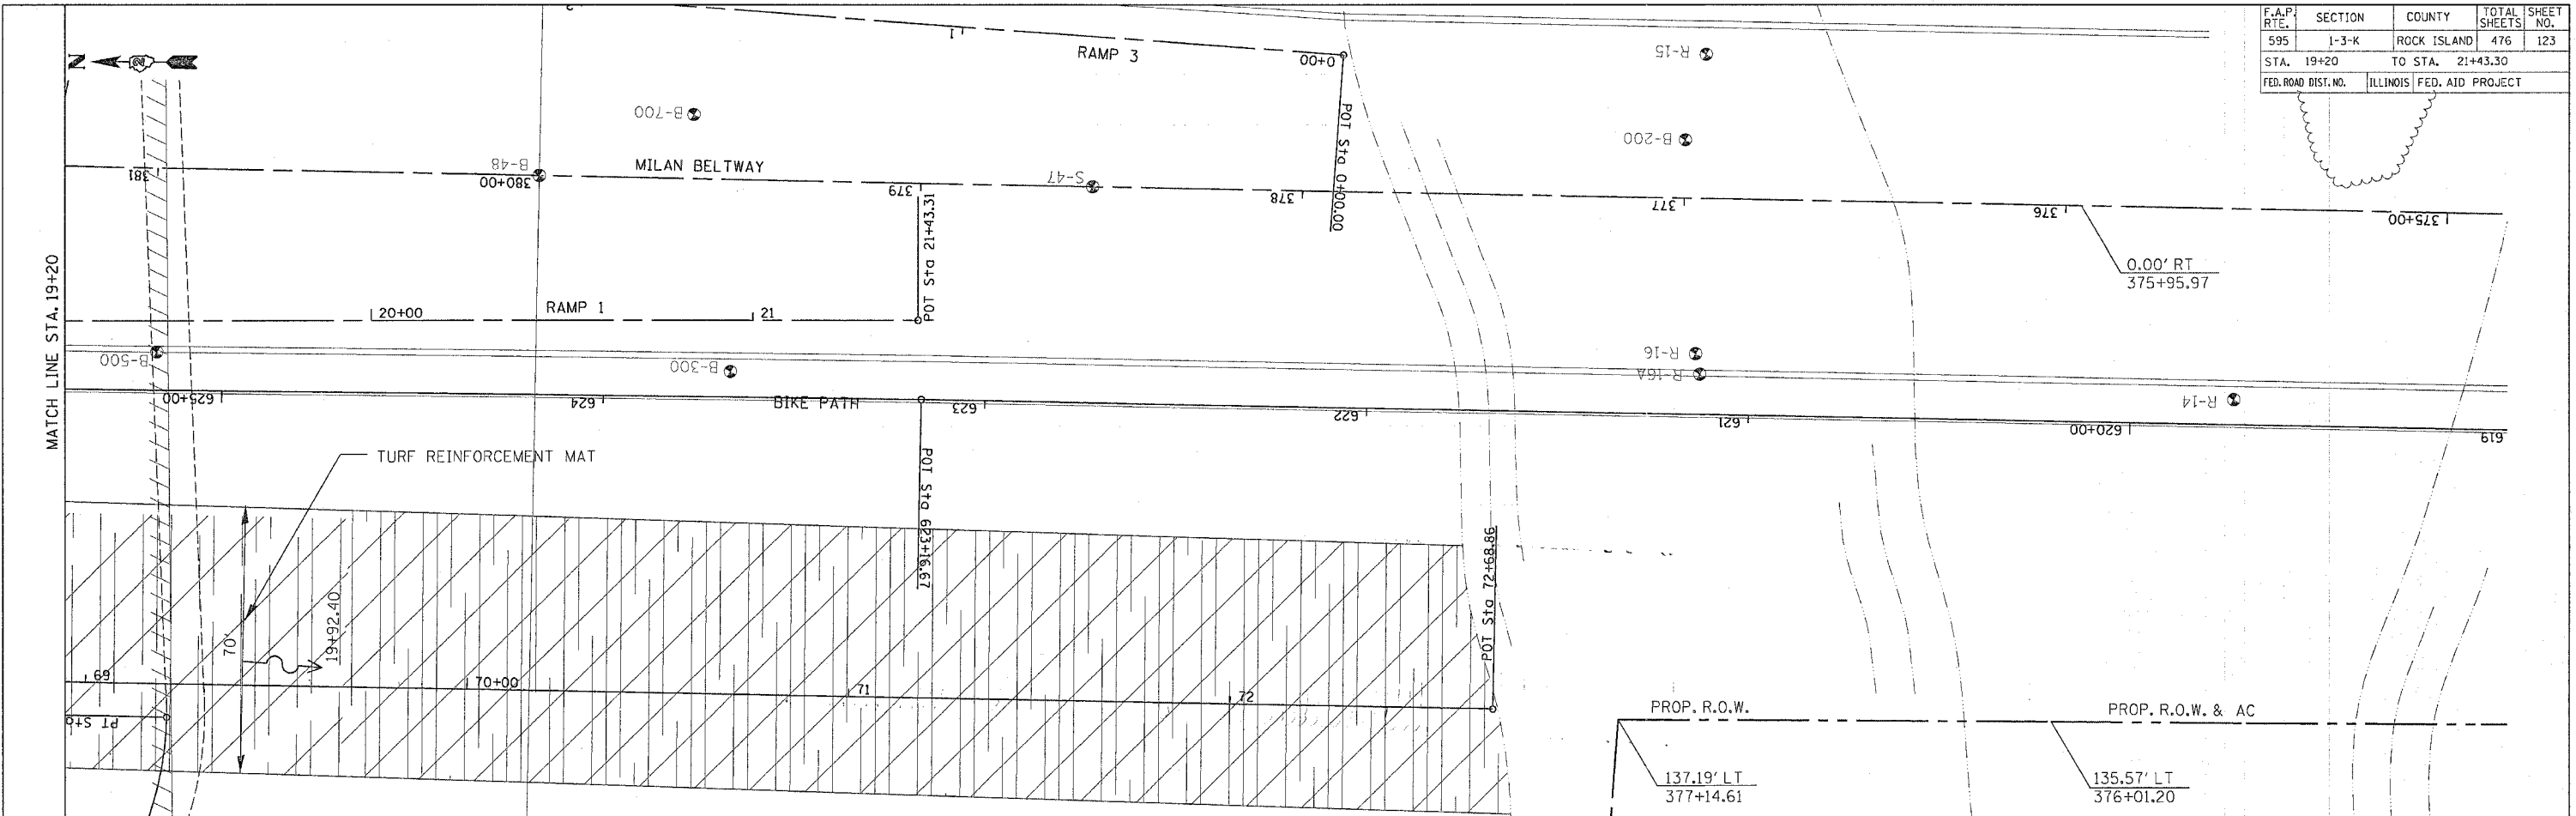 F.A.P. RTE. SECTION COUNTY TOTAL SHEETS SHEET NO.
595 1-3-K ROCK ISLAND 476 123
STA. 19+20 TO STA. 21+43.30
FED. ROAD DIST. NO. ILLINOIS FED. AID PROJECT
N
2
1
RAMP 3
0+00
R-15
B-700
POT Sta 0+00.00
B-200
B-48
MILAN BELTWAY
381
380+00
379
S-47
378
377
376
375+00
POT Sta 21+43.31
0.00' RT
375+95.97
MATCH LINE STA. 19+20
20+00
RAMP 1
21
B-500
B-300
R-16
R-16A
R-14
625+00
624
BIKE PATH
623
622
621
620+00
619
TURF REINFORCEMENT MAT
POT Sta 623+16.67
POT Sta 72+68.86
70'
19+92.40
69
70+00
71
72
PT Sta
PROP. R.O.W.
PROP. R.O.W. & AC
137.19' LT
377+14.61
135.57' LT
376+01.20